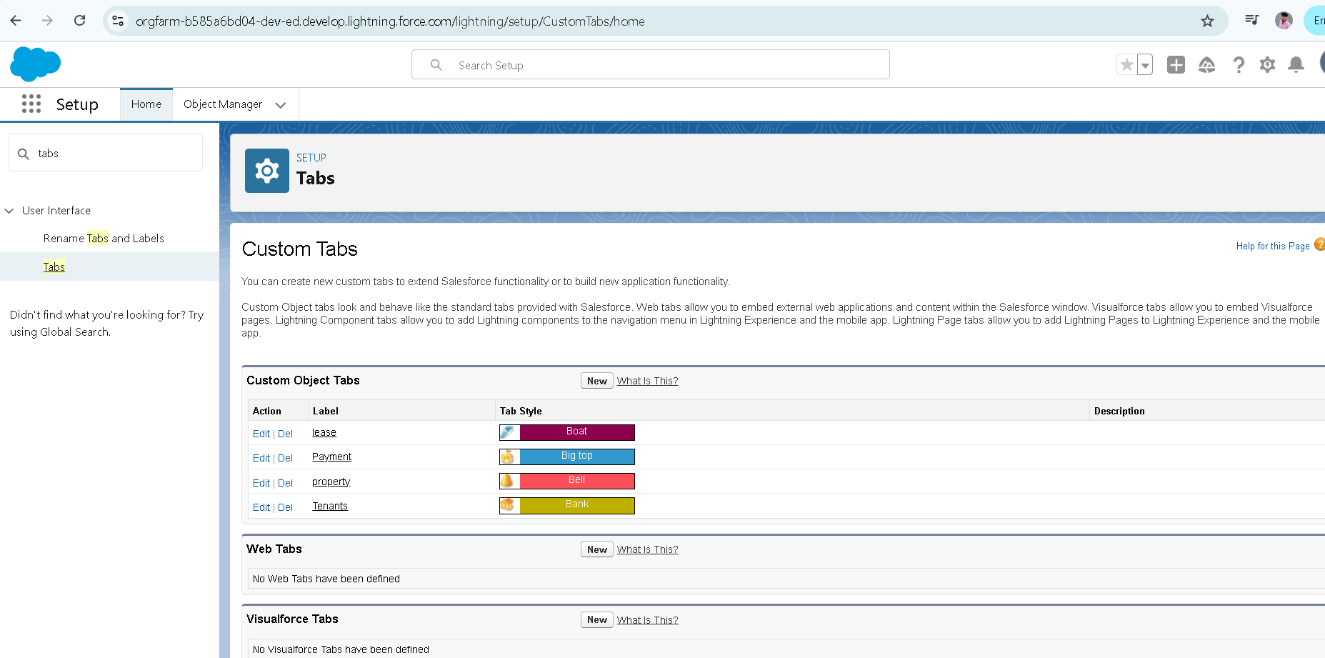 orgfarm-b585a6bd04-dev-ed.develop.lightning.force.com/lightning/setup/CustomTabs/home
Search Setup
Setup
Home
Object Manager
tabs
User Interface
Rename Tabs and Labels
Tabs
Didn't find what you're looking for? Try
using Global Search.
SETUP
Tabs
Custom Tabs
Help for this Page
You can create new custom tabs to extend Salesforce functionality or to build new application functionality.
Custom Object tabs look and behave like the standard tabs provided with Salesforce. Web tabs allow you to embed external web applications and content within the Salesforce window. Visualforce tabs allow you to embed Visualforce
pages. Lightning Component tabs allow you to add Lightning components to the navigation menu in Lightning Experience and the mobile app. Lightning Page tabs allow you to add Lightning Pages to Lightning Experience and the mobile
app.
Custom Object Tabs New What Is This?
Action Label Tab Style Description
Edit | Del lease Boat
Edit | Del Payment Big top
Edit | Del property Bell
Edit | Del Tenants Bank
Web Tabs New What Is This?
No Web Tabs have been defined
Visualforce Tabs New What Is This?
No Visualforce Tabs have been defined